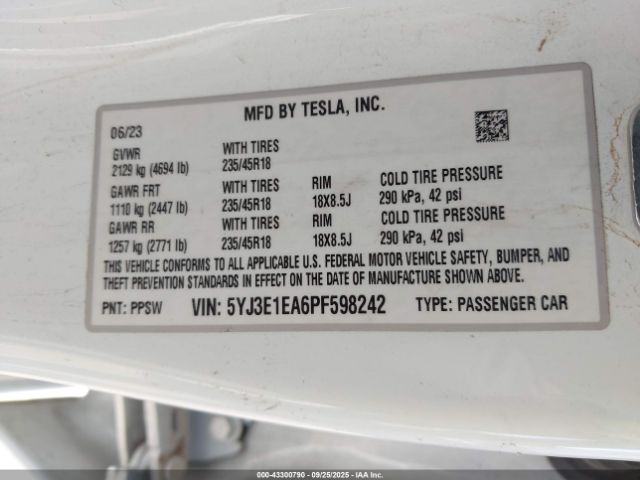 MFD BY TESLA, INC.
06/23
GVWR WITH TIRES
2129 kg (4694 lb) 235/45R18
GAWR FRT WITH TIRES RIM COLD TIRE PRESSURE
1110 kg (2447 lb) 235/45R18 18X8.5J 290 kPa, 42 psi
GAWR RR WITH TIRES RIM COLD TIRE PRESSURE
1257 kg (2771 lb) 235/45R18 18X8.5J 290 kPa, 42 psi
THIS VEHICLE CONFORMS TO ALL APPLICABLE U.S. FEDERAL MOTOR VEHICLE SAFETY, BUMPER, AND
THEFT PREVENTION STANDARDS IN EFFECT ON THE DATE OF MANUFACTURE SHOWN ABOVE.
PNT: PPSW VIN: 5YJ3E1EA6PF598242 TYPE: PASSENGER CAR
000-43300790 - 09/25/2025 - IAAI.COM